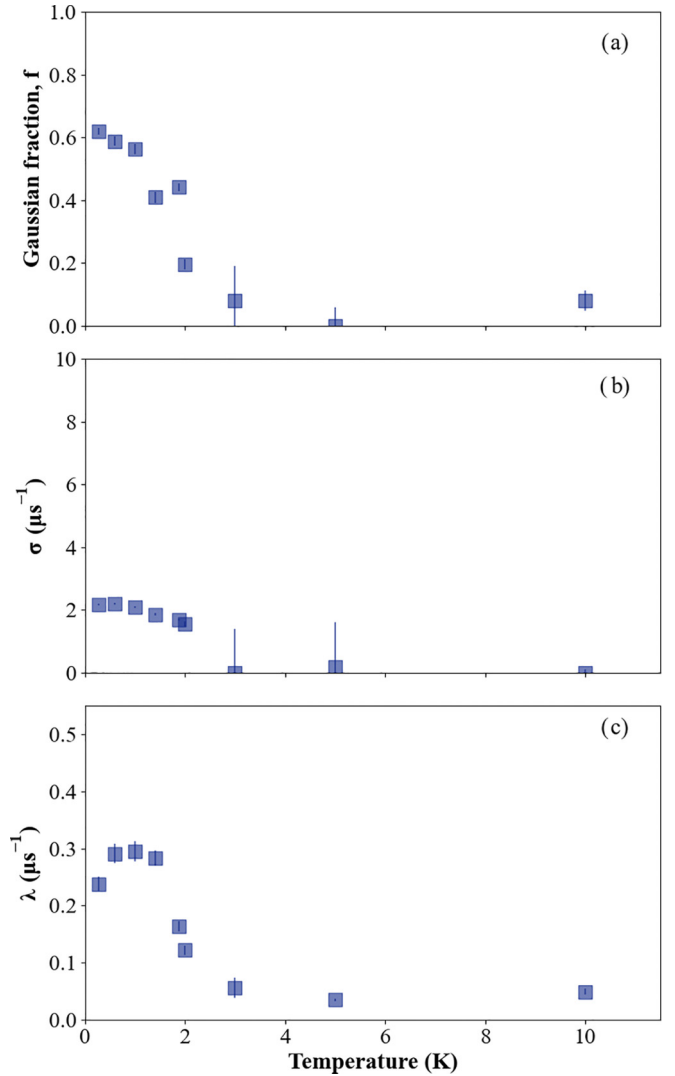 (a)
Gaussian fraction, f
1.0
0.8
0.6
0.4
0.2
0.0
(b)
σ (μs⁻¹)
10
8
6
4
2
0
(c)
λ (μs⁻¹)
0.5
0.4
0.3
0.2
0.1
0.0
0 2 4 6 8 10
Temperature (K)